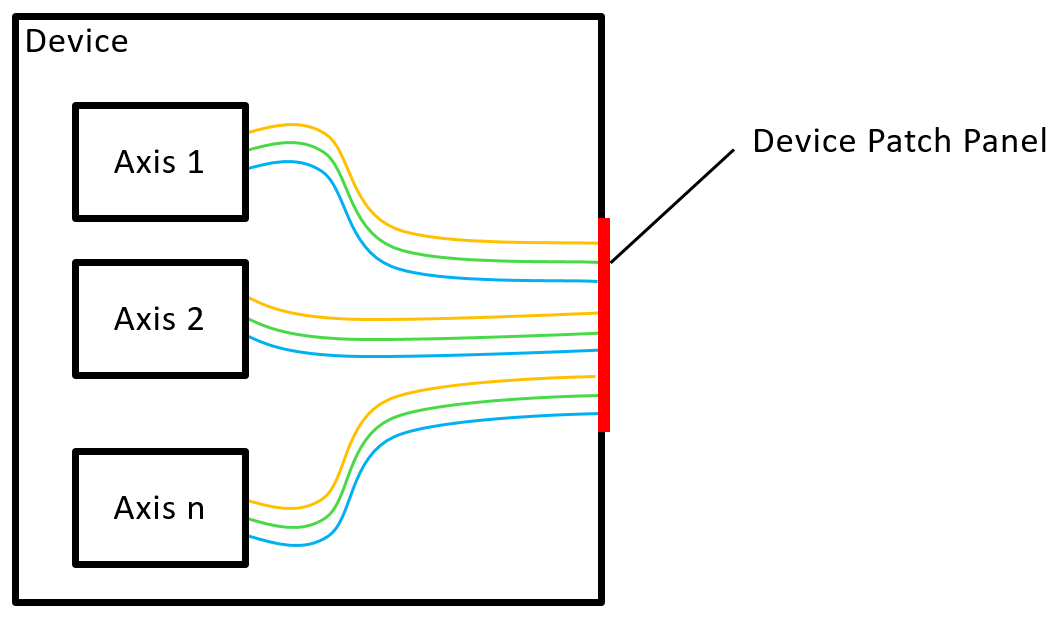 Device
Axis 1
Device Patch Panel
Axis 2
Axis n